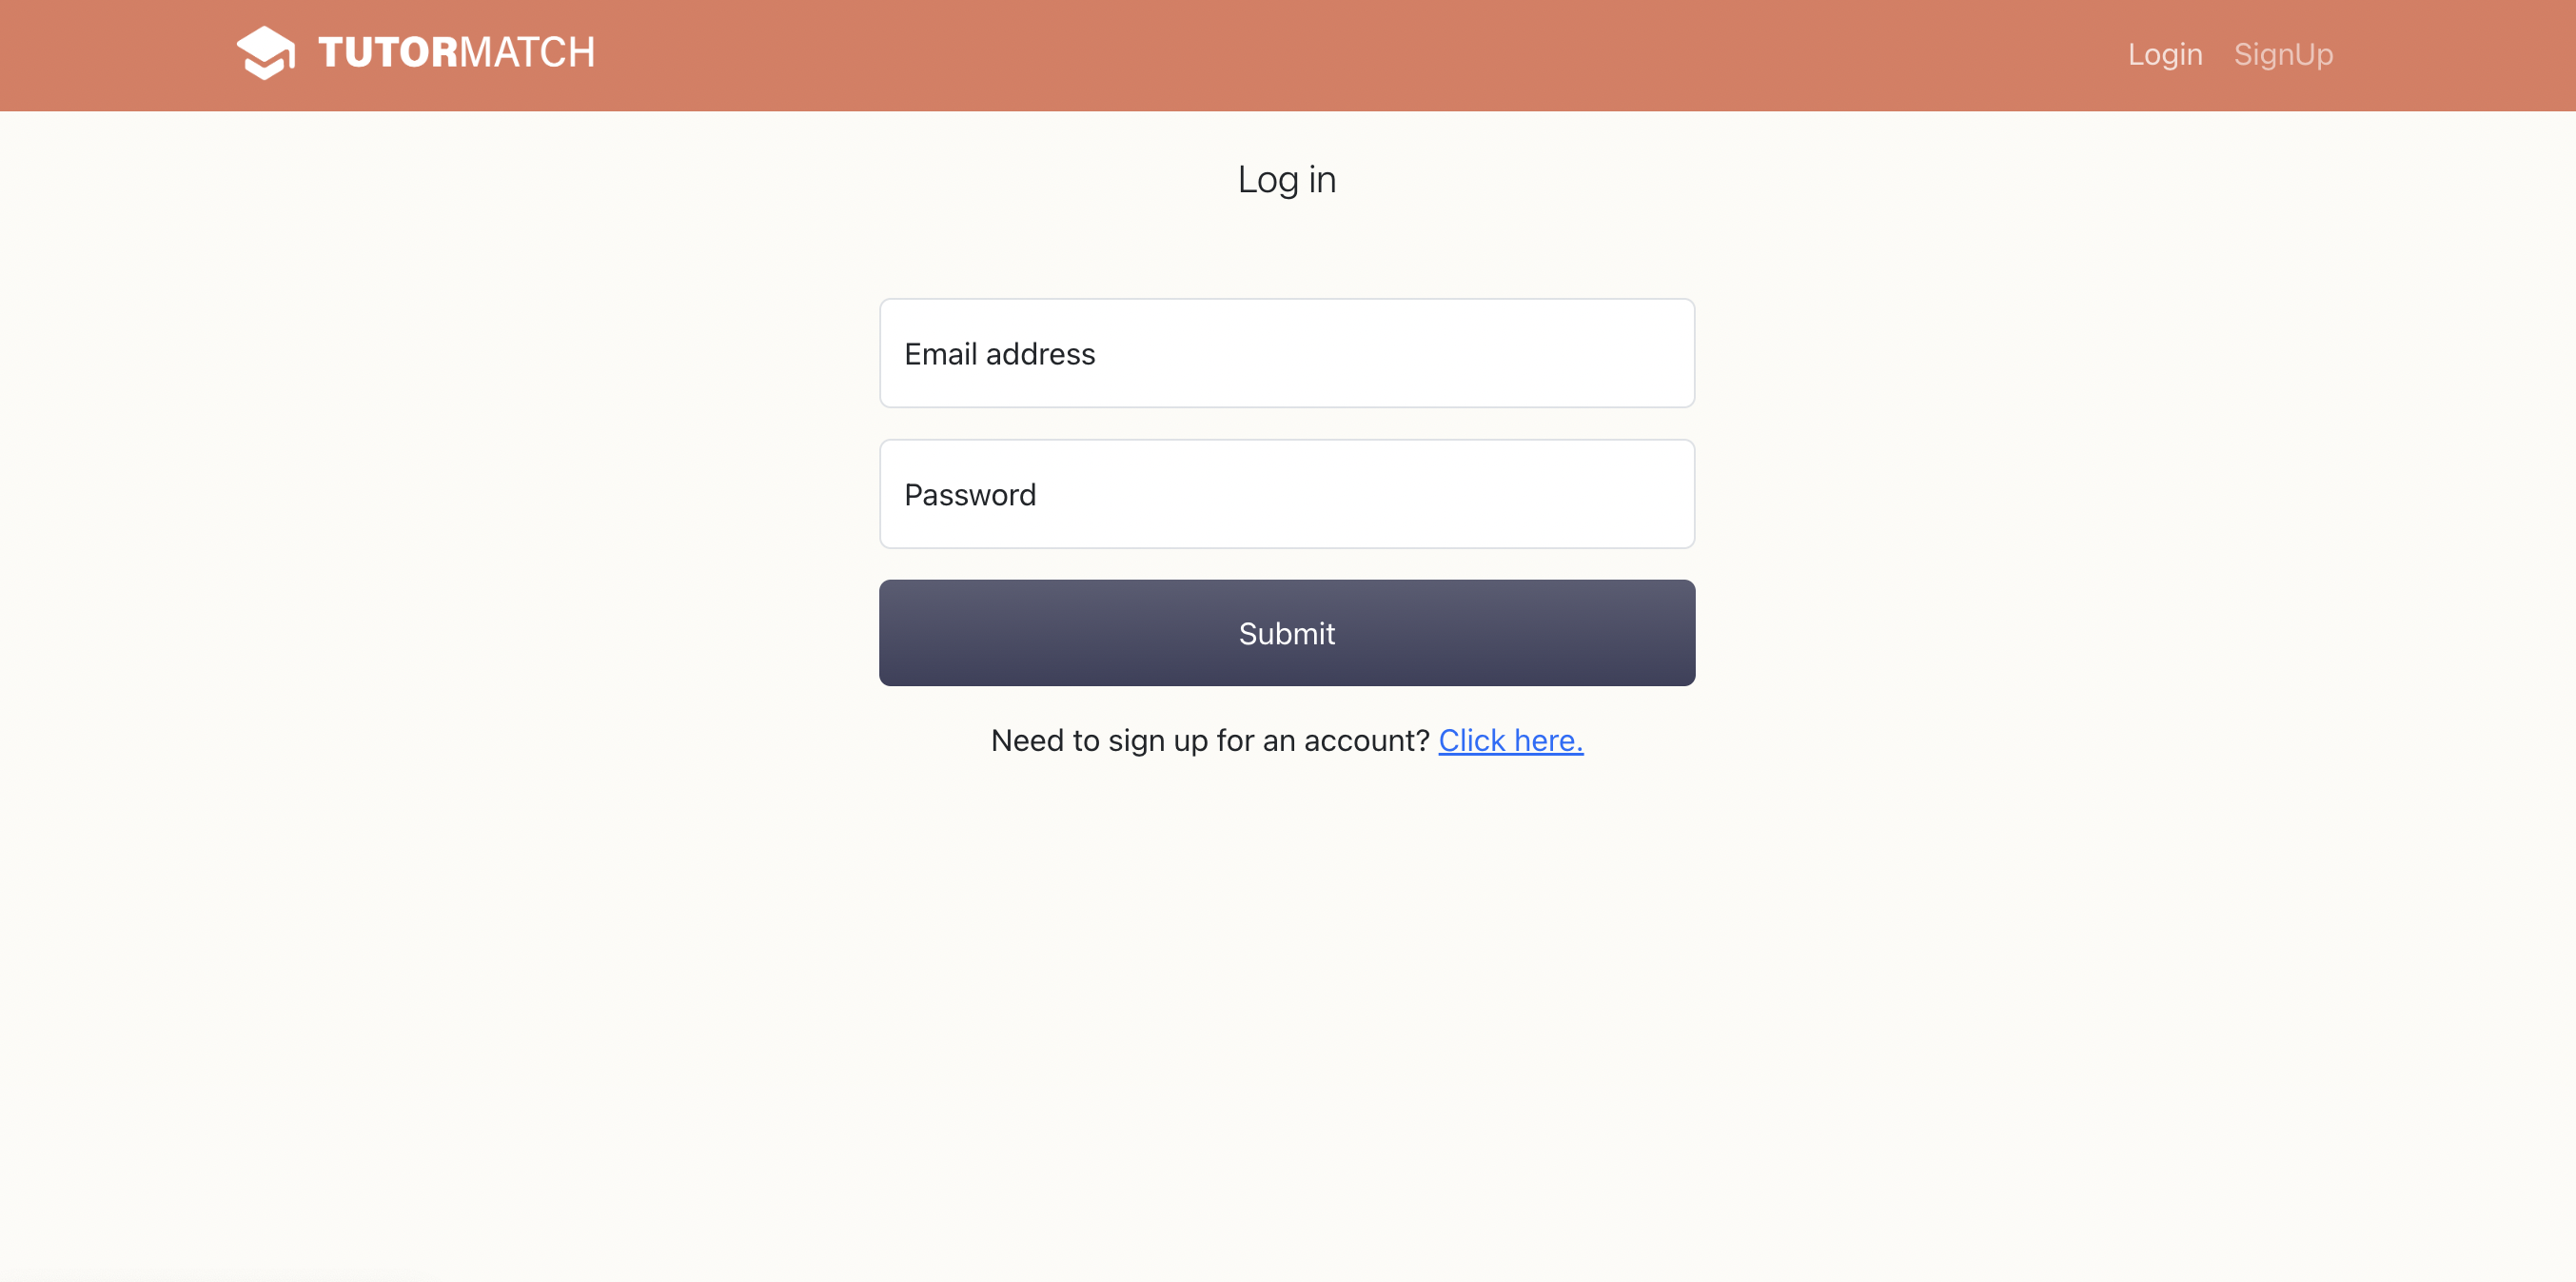 TUTORMATCH
Login SignUp
Log in
Email address
Password
Submit
Need to sign up for an account? Click here.